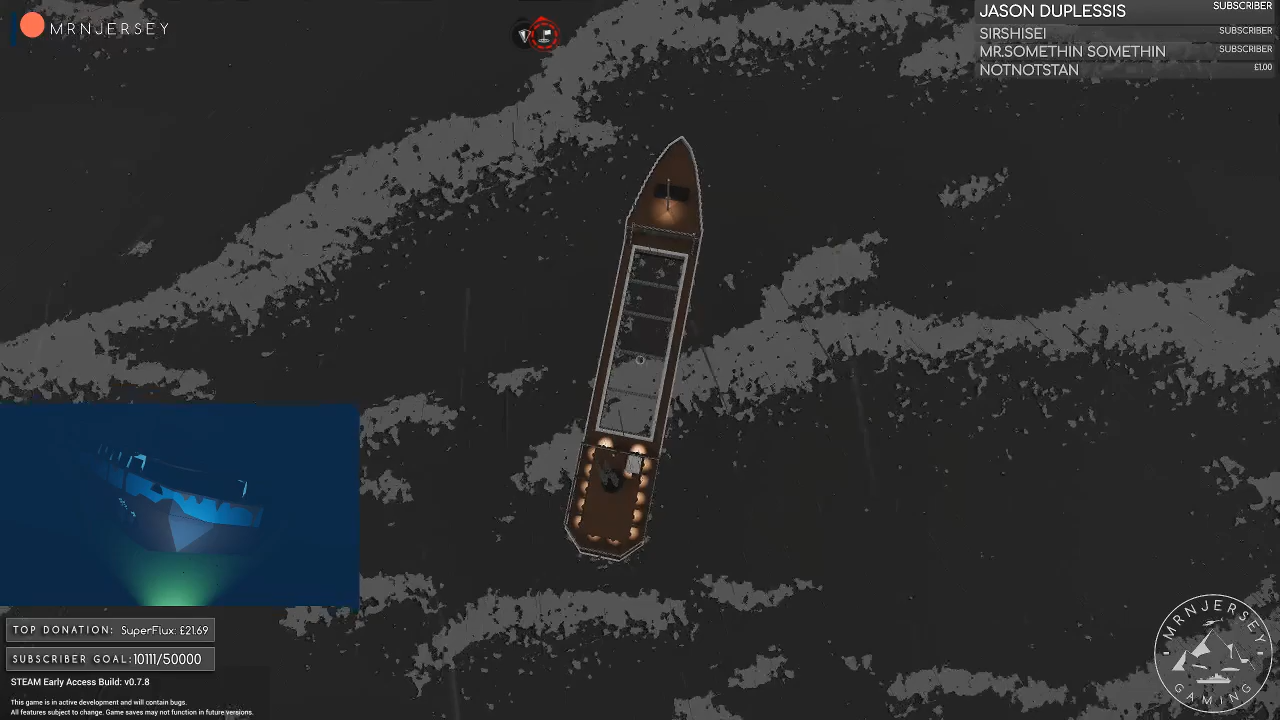 MRNJERSEY
JASON DUPLESSIS SUBSCRIBER
SIRSHISEI SUBSCRIBER
MR.SOMETHIN SOMETHIN SUBSCRIBER
NOTNOTSTAN £1.00
TOP DONATION: SuperFlux: £21.69
SUBSCRIBER GOAL: 10111/50000
STEAM Early Access Build: v0.7.8
This game is in active development and will contain bugs.
All features subject to change. Game saves may not function in future versions.
MRNJERSEY
GAMING